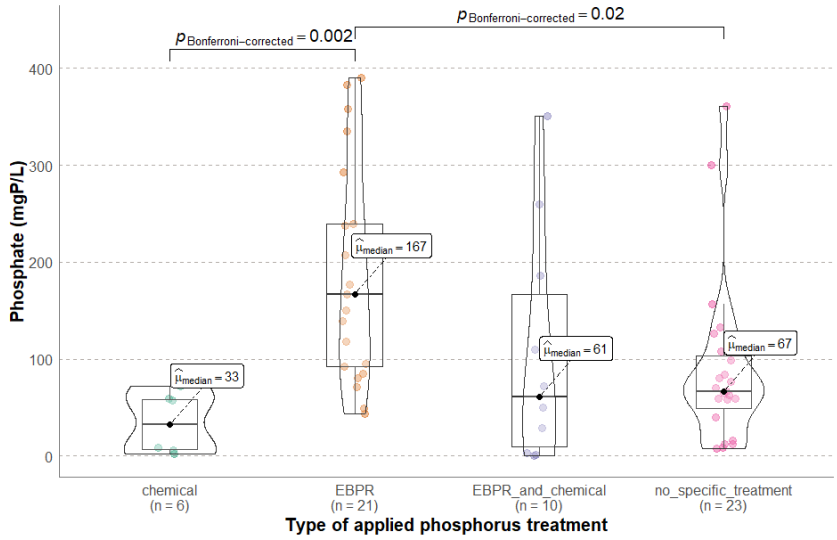 pBonferroni−corrected = 0.02
pBonferroni−corrected = 0.002
Phosphate (mgP/L)
400
300
200
100
0
μ̂median = 33
μ̂median = 167
μ̂median = 61
μ̂median = 67
chemical
(n = 6)
EBPR
(n = 21)
EBPR_and_chemical
(n = 10)
no_specific_treatment
(n = 23)
Type of applied phosphorus treatment